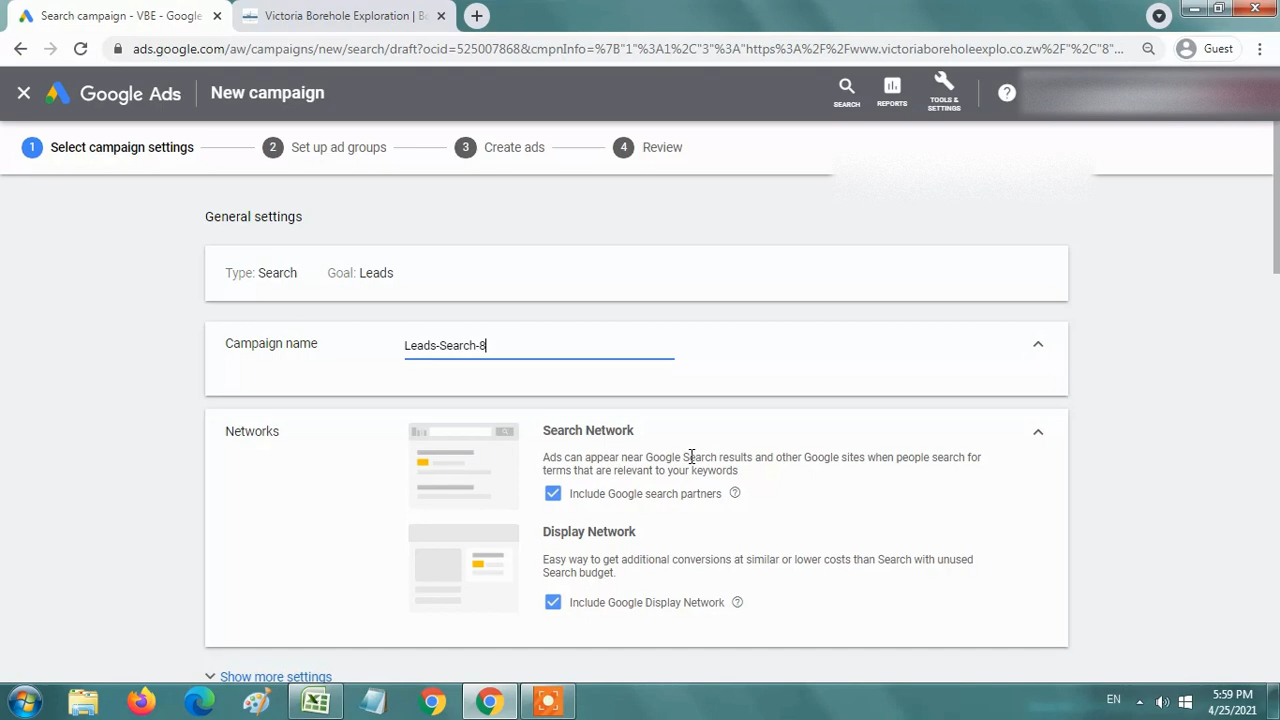 Search campaign - VBE - Google
Victoria Borehole Exploration | Bo
ads.google.com/aw/campaigns/new/search/draft?ocid=525007868&cmpnInfo=%7B"1"%3A1%2C"3"%3A"https%3A%2F%2Fwww.victoriaboreholeexplo.co.zw%2F"%2C"8"...
Guest
Google Ads
New campaign
SEARCH
REPORTS
TOOLS &
SETTINGS
1 Select campaign settings
2 Set up ad groups
3 Create ads
4 Review
General settings
Type: Search Goal: Leads
Campaign name
Leads-Search-8
Networks
Search Network
Ads can appear near Google Search results and other Google sites when people search for
terms that are relevant to your keywords
Include Google search partners
Display Network
Easy way to get additional conversions at similar or lower costs than Search with unused
Search budget.
Include Google Display Network
Show more settings
EN
5:59 PM
4/25/2021